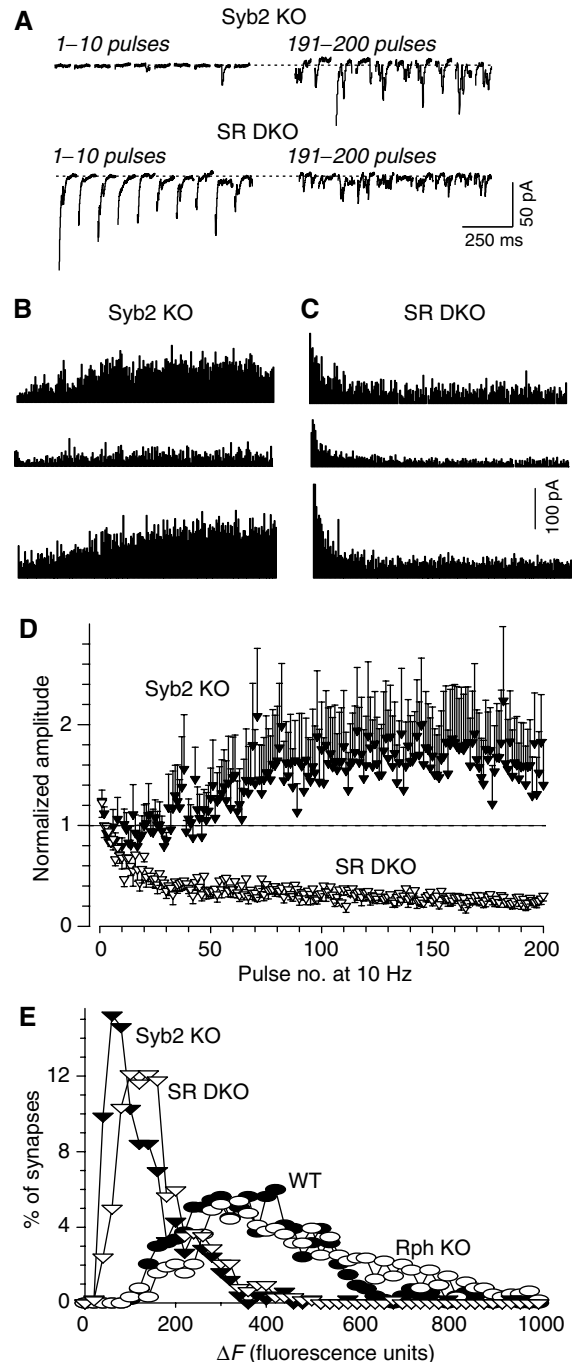 A
Syb2 KO
1–10 pulses
191–200 pulses
SR DKO
1–10 pulses
191–200 pulses
50 pA
250 ms
B
Syb2 KO
C
SR DKO
100 pA
D
Normalized amplitude
2
1
0
Syb2 KO
SR DKO
0
50
100
150
200
Pulse no. at 10 Hz
E
% of synapses
12
8
4
0
Syb2 KO
SR DKO
WT
Rph KO
0
200
400
600
800
1000
ΔF (fluorescence units)